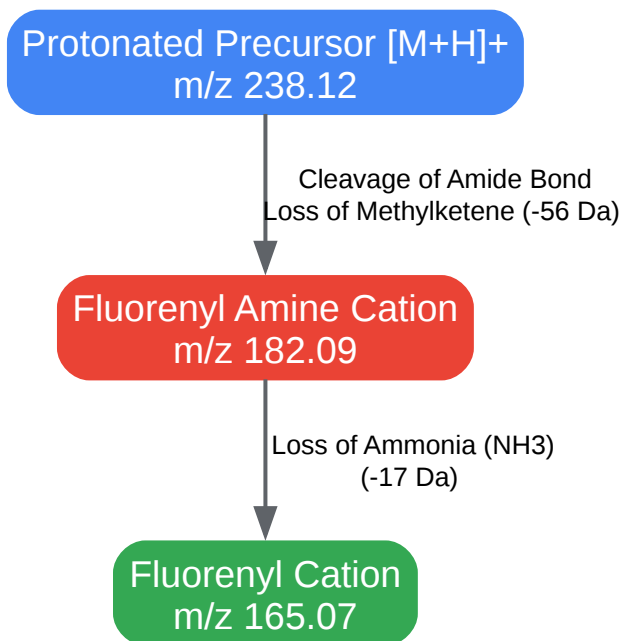 Protonated Precursor [M+H]+
m/z 238.12
Cleavage of Amide Bond
Loss of Methylketene (-56 Da)
Fluorenyl Amine Cation
m/z 182.09
Loss of Ammonia (NH3)
(-17 Da)
Fluorenyl Cation
m/z 165.07